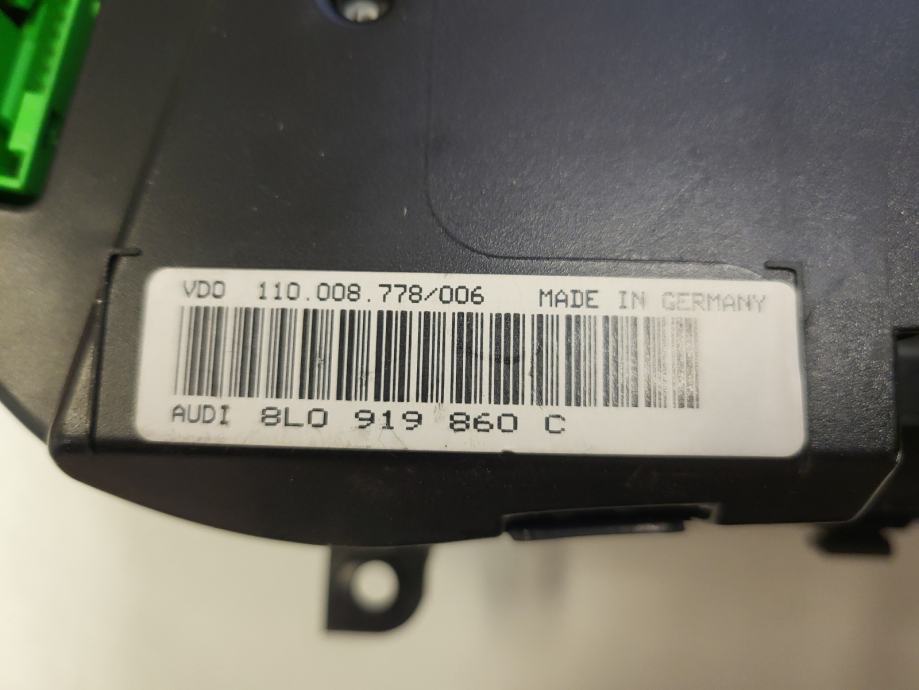 VDO 110.008.778/006 MADE IN GERMANY
AUDI 8L0 919 860 C